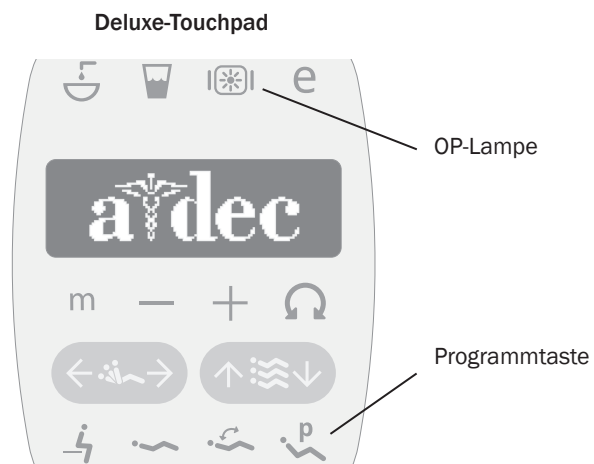 Deluxe-Touchpad
e
OP-Lampe
a dec
m
Programmtaste
p